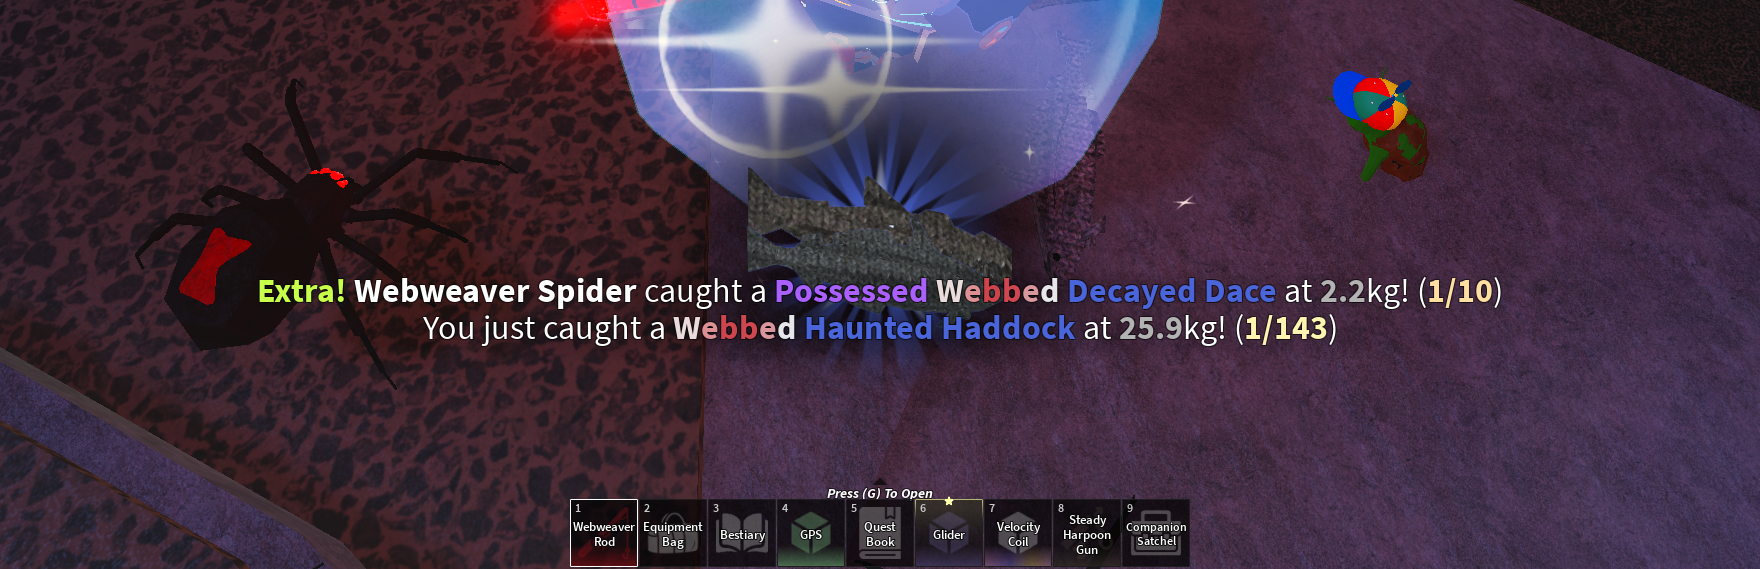 Extra! Webweaver Spider caught a Possessed Webbed Decayed Dace at 2.2kg! (1/10)
You just caught a Webbed Haunted Haddock at 25.9kg! (1/143)
Press (G) To Open
1 2 3 4 5 6 7 8 9
Webweaver Rod
Equipment Bag
Bestiary
GPS
Quest Book
Glider
Velocity Coil
Steady Harpoon Gun
Companion Satchel